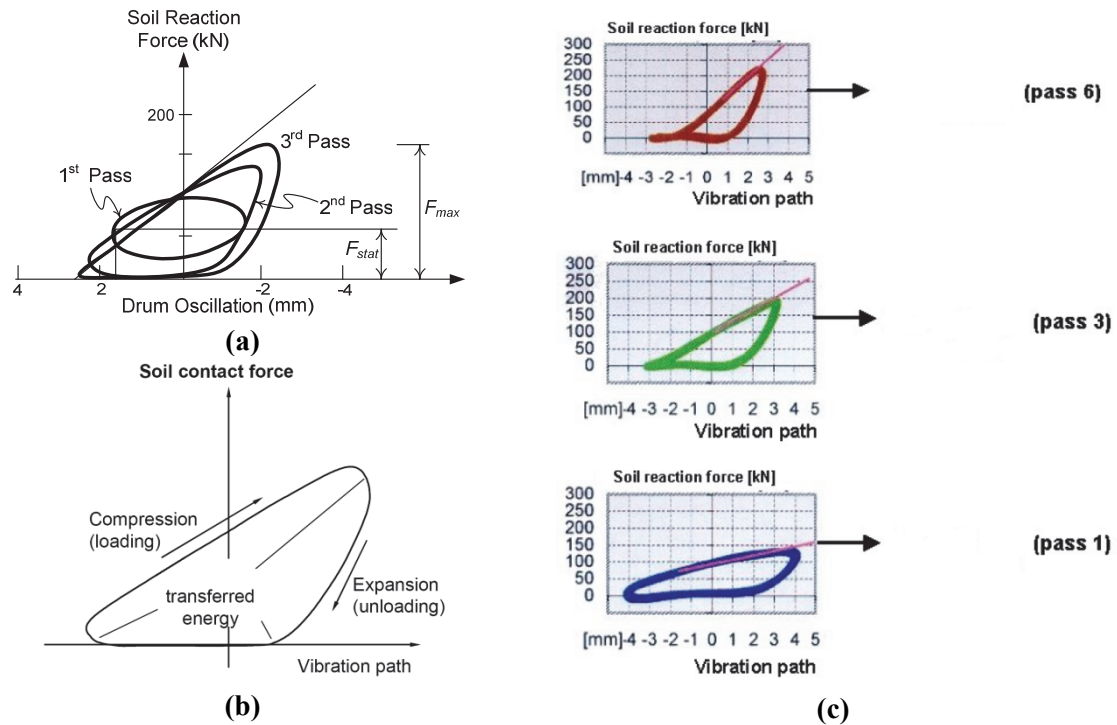 Soil Reaction
Force (kN)
200
3rd Pass
1st Pass
2nd Pass
Fmax
Fstat
4 2 -2 -4
Drum Oscillation (mm)
(a)
Soil contact force
Compression
(loading)
transferred
energy
Expansion
(unloading)
Vibration path
(b)
Soil reaction force [kN]
300
250
200
150
100
50
0
[mm]-4 -3 -2 -1 0 1 2 3 4 5
Vibration path
(pass 6)
Soil reaction force [kN]
300
250
200
150
100
50
0
[mm]-4 -3 -2 -1 0 1 2 3 4 5
Vibration path
(pass 3)
Soil reaction force [kN]
300
250
200
150
100
50
0
[mm]-4 -3 -2 -1 0 1 2 3 4 5
Vibration path
(pass 1)
(c)